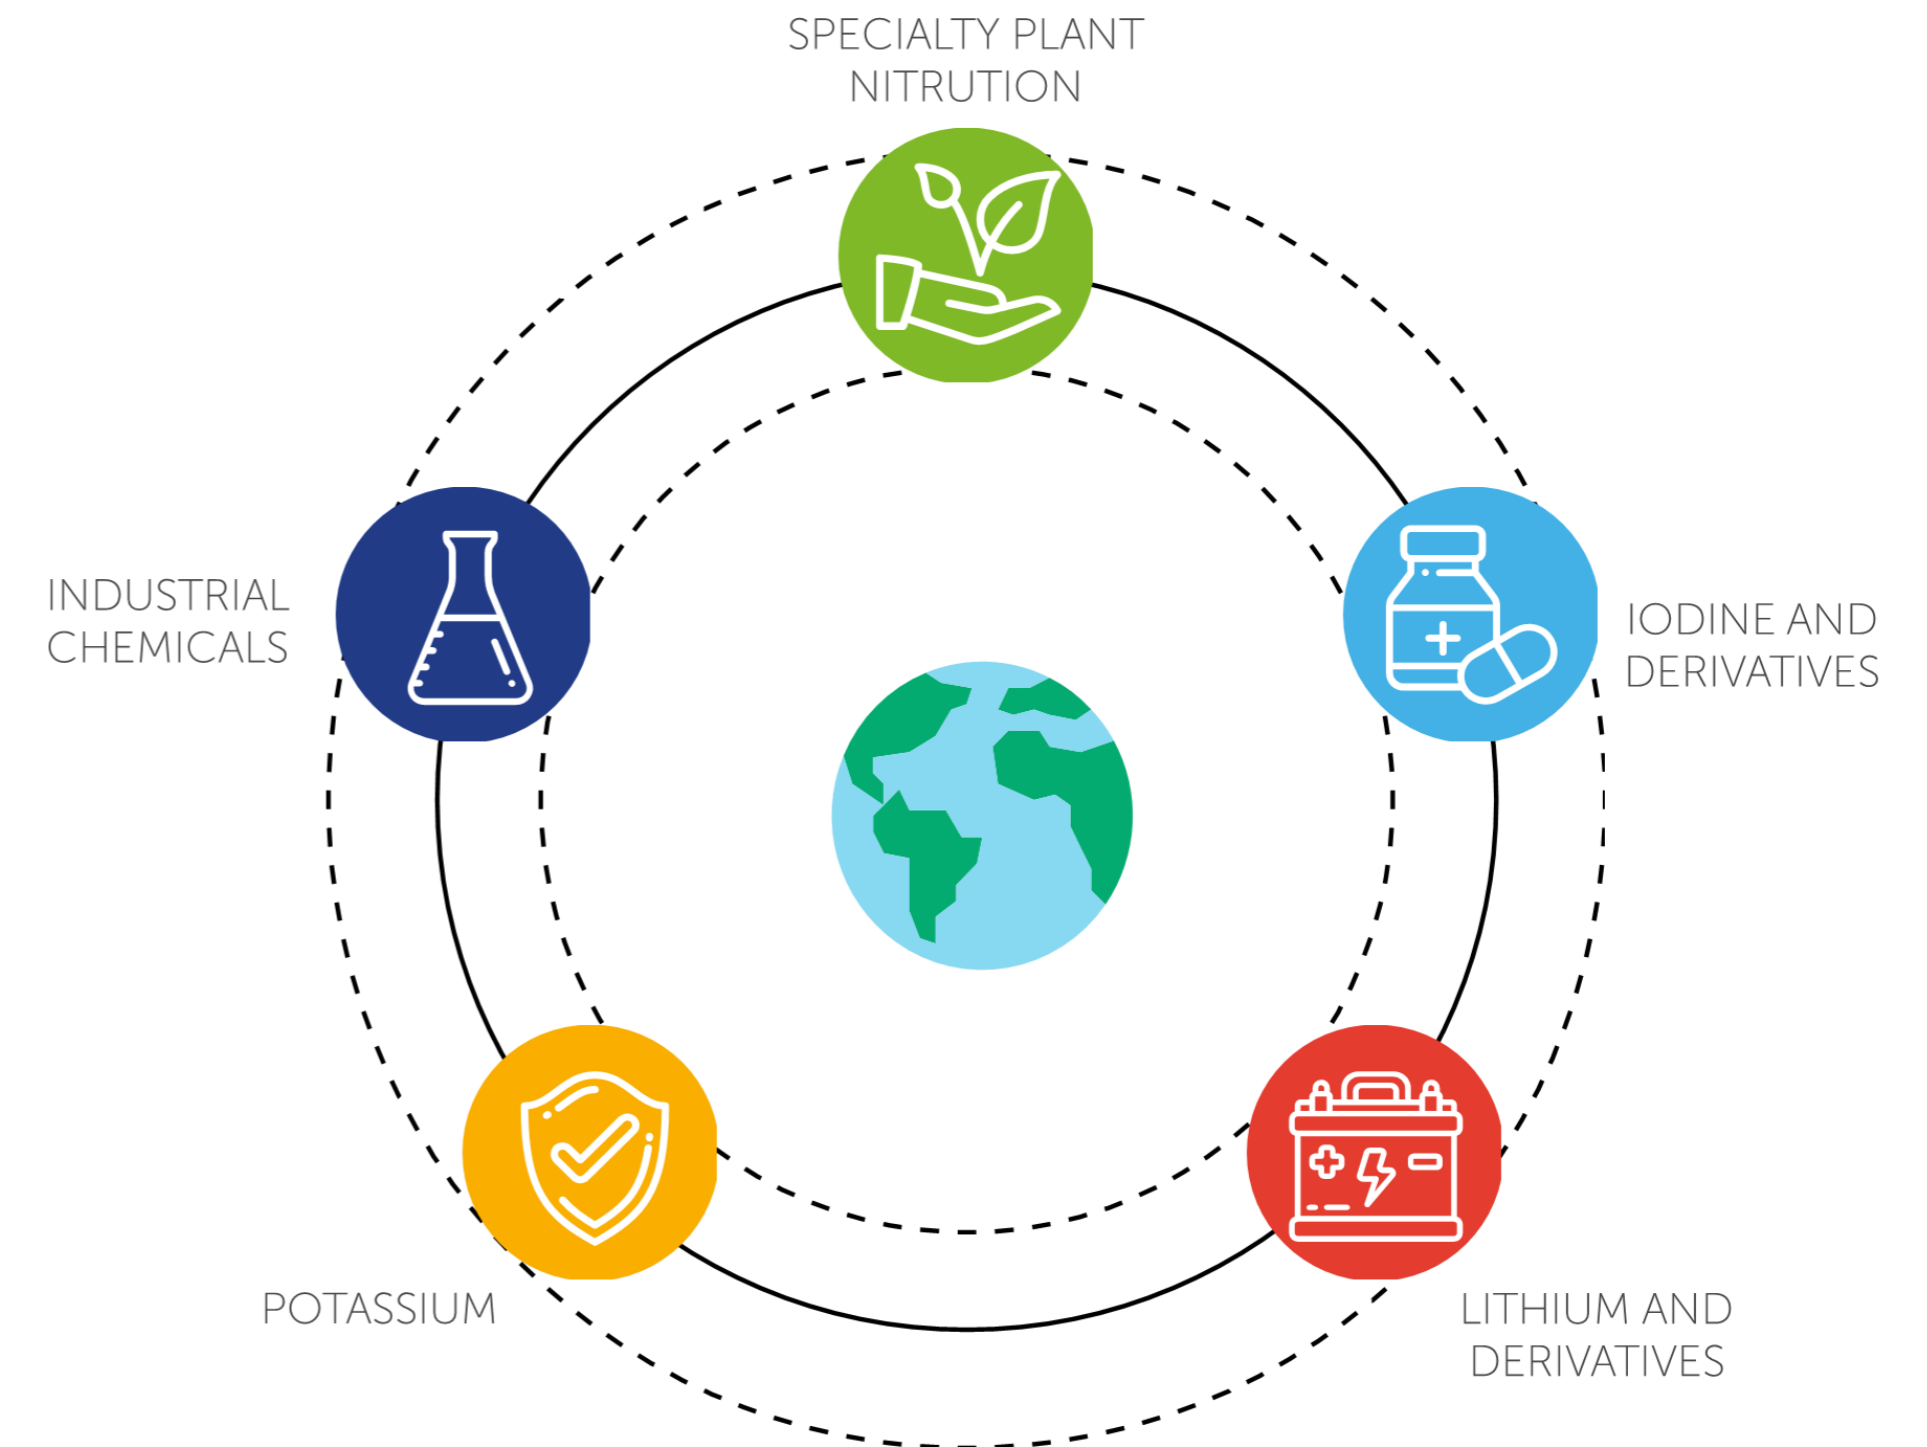 SPECIALTY PLANT
NITRUTION
INDUSTRIAL
CHEMICALS
IODINE AND
DERIVATIVES
POTASSIUM
LITHIUM AND
DERIVATIVES